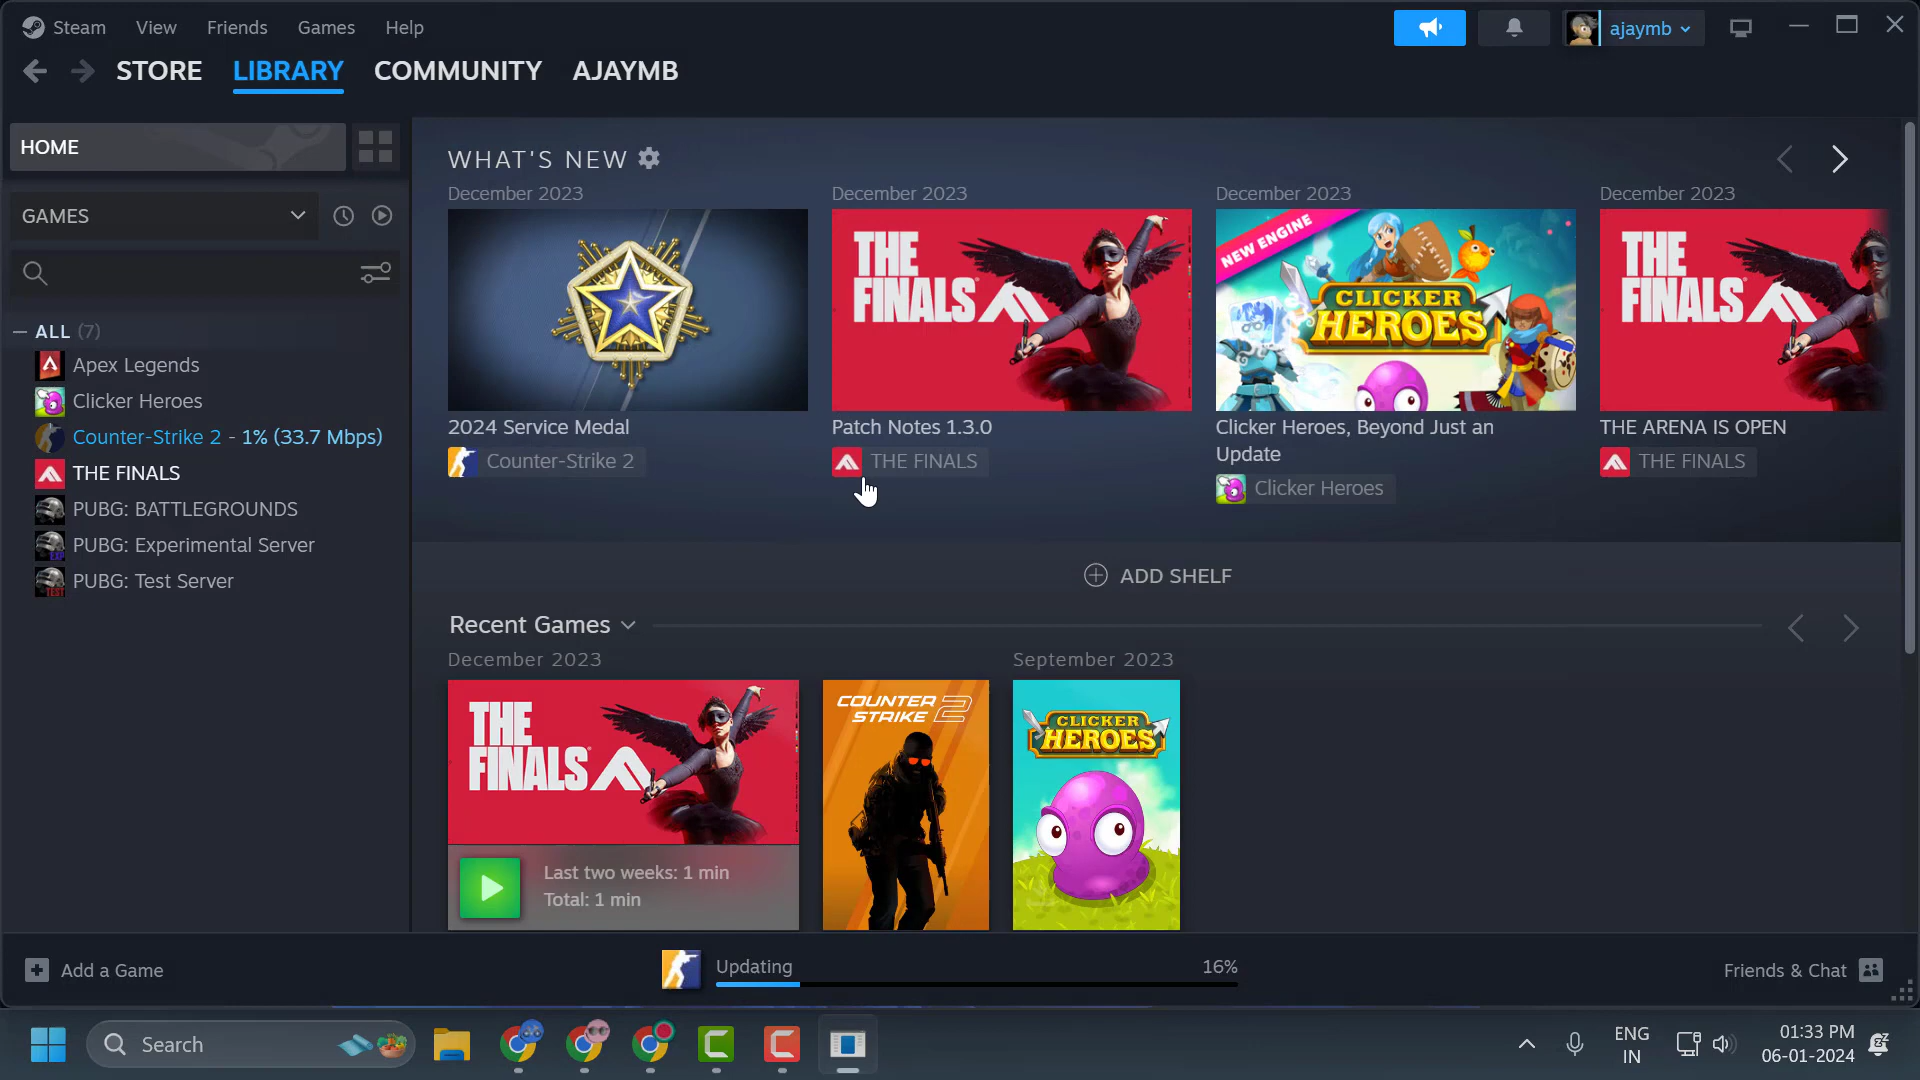 Steam View Friends Games Help
ajaymb
STORE LIBRARY COMMUNITY AJAYMB
HOME
GAMES
ALL (7)
Apex Legends
Clicker Heroes
Counter-Strike 2 - 1% (33.7 Mbps)
THE FINALS
PUBG: BATTLEGROUNDS
PUBG: Experimental Server
PUBG: Test Server
WHAT'S NEW
December 2023
2024 Service Medal
Counter-Strike 2
December 2023
THE
FINALS
Patch Notes 1.3.0
THE FINALS
December 2023
NEW ENGINE
CLICKER
HEROES
Clicker Heroes, Beyond Just an
Update
Clicker Heroes
December 2023
THE
FINALS
THE ARENA IS OPEN
THE FINALS
ADD SHELF
Recent Games
December 2023
THE
FINALS
Last two weeks: 1 min
Total: 1 min
COUNTER
STRIKE 2
September 2023
CLICKER
HEROES
Add a Game
Updating 16%
Friends & Chat
Search
ENG
IN
01:33 PM
06-01-2024